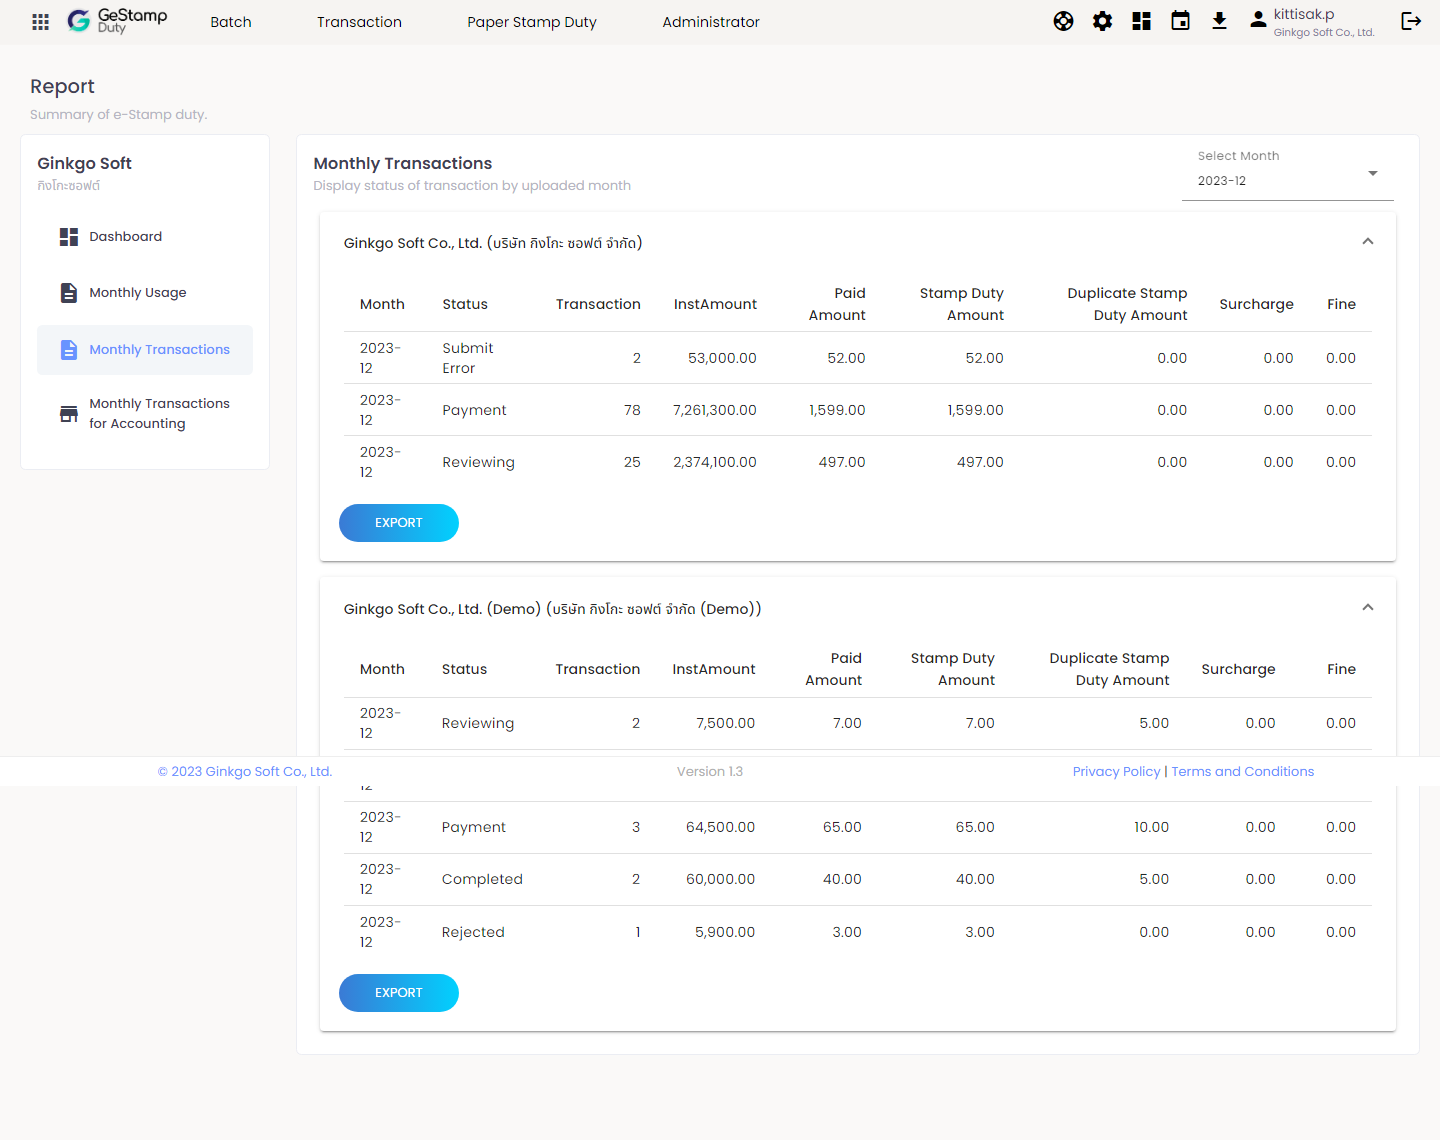 GeStamp
Duty
Batch
Transaction
Paper Stamp Duty
Administrator
kittisak.p
Ginkgo Soft Co., Ltd.
Report
Summary of e-Stamp duty.
Ginkgo Soft
กิงโกะซอฟต์
Dashboard
Monthly Usage
Monthly Transactions
Monthly Transactions
for Accounting
Monthly Transactions
Display status of transaction by uploaded month
Select Month
2023-12
Ginkgo Soft Co., Ltd. (บริษัท กิงโกะ ซอฟต์ จำกัด)
Month Status Transaction InstAmount Paid Amount Stamp Duty Amount Duplicate Stamp Duty Amount Surcharge Fine
2023-12 Submit Error 2 53,000.00 52.00 52.00 0.00 0.00 0.00
2023-12 Payment 78 7,261,300.00 1,599.00 1,599.00 0.00 0.00 0.00
2023-12 Reviewing 25 2,374,100.00 497.00 497.00 0.00 0.00 0.00
EXPORT
Ginkgo Soft Co., Ltd. (Demo) (บริษัท กิงโกะ ซอฟต์ จำกัด (Demo))
Month Status Transaction InstAmount Paid Amount Stamp Duty Amount Duplicate Stamp Duty Amount Surcharge Fine
2023-12 Reviewing 2 7,500.00 7.00 7.00 5.00 0.00 0.00
© 2023 Ginkgo Soft Co., Ltd. Version 1.3 Privacy Policy | Terms and Conditions
2023-12 Payment 3 64,500.00 65.00 65.00 10.00 0.00 0.00
2023-12 Completed 2 60,000.00 40.00 40.00 5.00 0.00 0.00
2023-12 Rejected 1 5,900.00 3.00 3.00 0.00 0.00 0.00
EXPORT